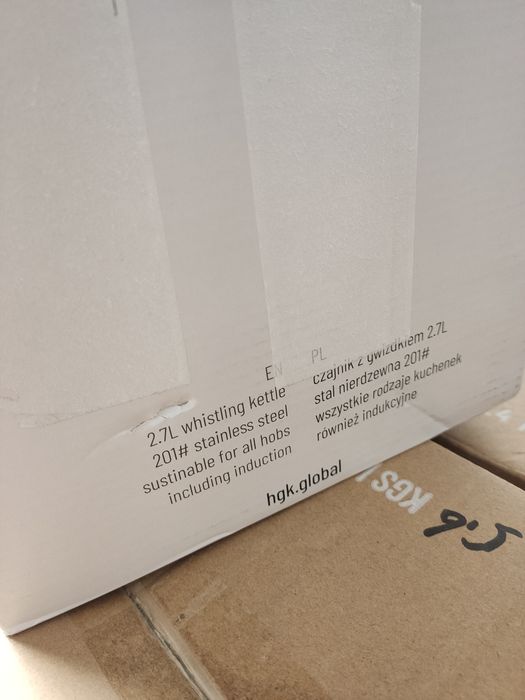 EN
2.7L whistling kettle
201# stainless steel
sustinable for all hobs
including induction
PL
czajnik z gwizdkiem 2.7L
stal nierdzewna 201#
wszystkie rodzaje kuchenek
również indukcyjne
hgk.global
KGS